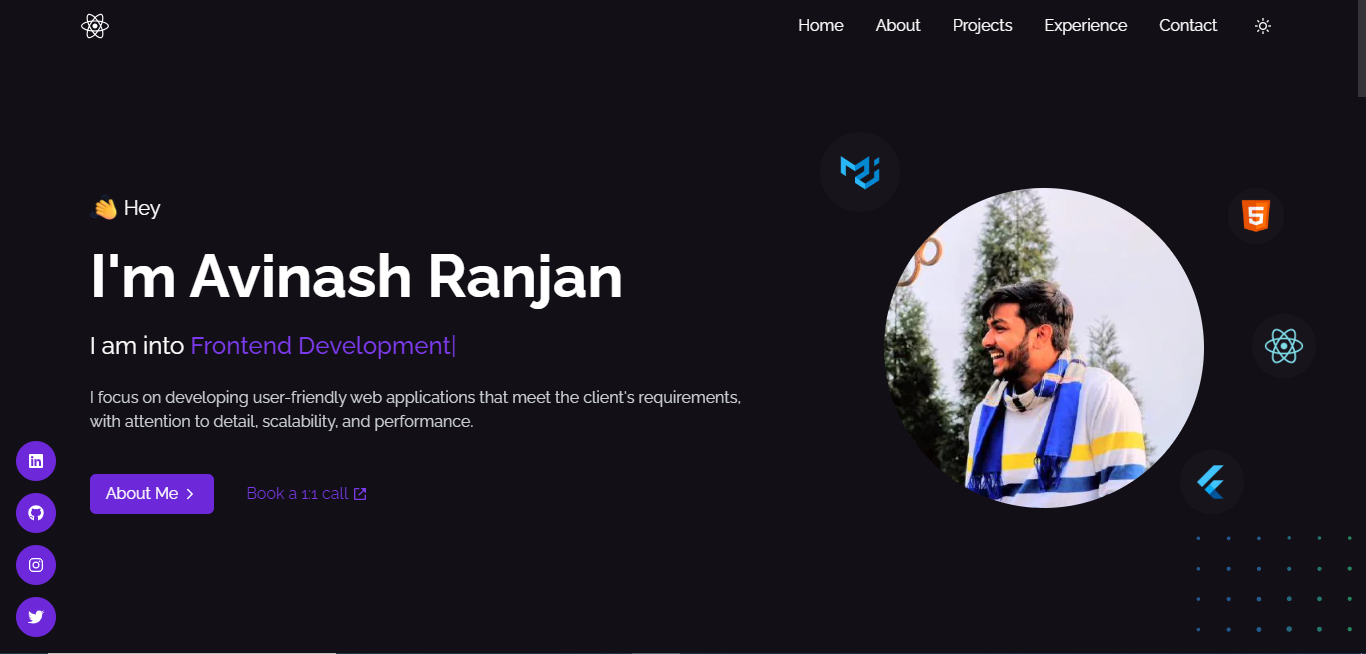 Home About Projects Experience Contact
👋 Hey
I'm Avinash Ranjan
I am into Frontend Development|
I focus on developing user-friendly web applications that meet the client's requirements,
with attention to detail, scalability, and performance.
About Me
Book a 1:1 call